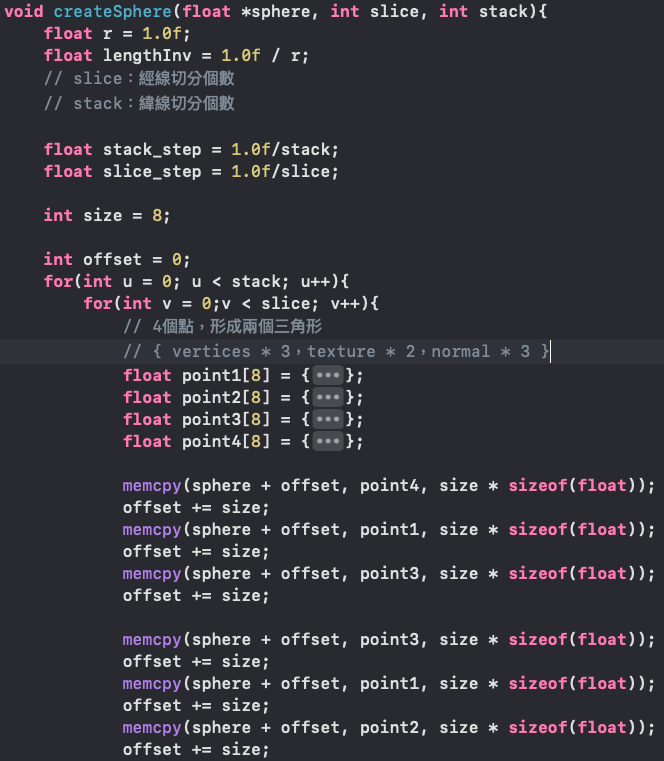 void createSphere(float *sphere, int slice, int stack){
    float r = 1.0f;
    float lengthInv = 1.0f / r;
    // slice：經線切分個數
    // stack：緯線切分個數

    float stack_step = 1.0f/stack;
    float slice_step = 1.0f/slice;

    int size = 8;

    int offset = 0;
    for(int u = 0; u < stack; u++){
        for(int v = 0;v < slice; v++){
            // 4個點，形成兩個三角形
            // { vertices * 3，texture * 2，normal * 3 }
            float point1[8] = {•••};
            float point2[8] = {•••};
            float point3[8] = {•••};
            float point4[8] = {•••};

            memcpy(sphere + offset, point4, size * sizeof(float));
            offset += size;
            memcpy(sphere + offset, point1, size * sizeof(float));
            offset += size;
            memcpy(sphere + offset, point3, size * sizeof(float));
            offset += size;

            memcpy(sphere + offset, point3, size * sizeof(float));
            offset += size;
            memcpy(sphere + offset, point1, size * sizeof(float));
            offset += size;
            memcpy(sphere + offset, point2, size * sizeof(float));
            offset += size;